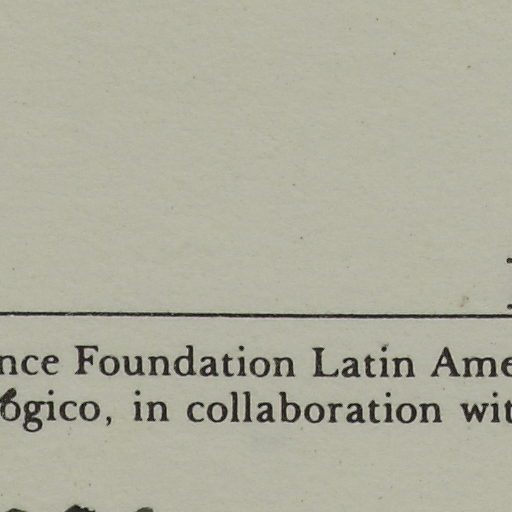 nce Foundation Latin Ame
ógico, in collaboration wit